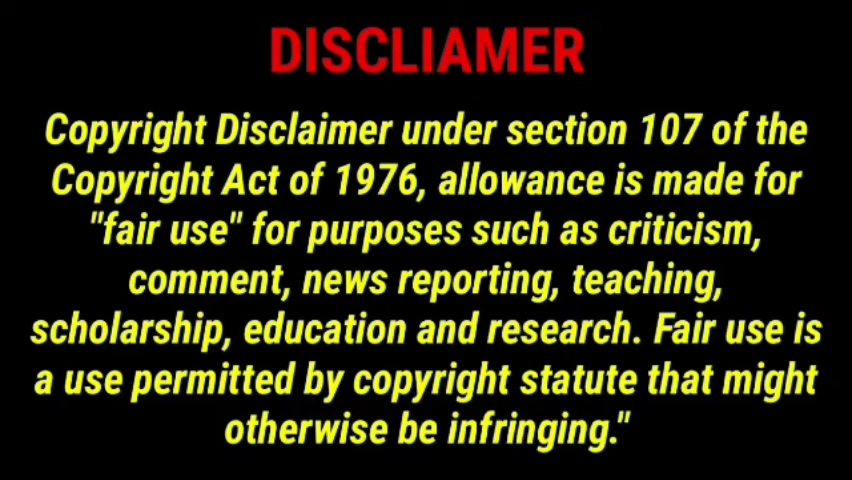 DISCLIAMER
Copyright Disclaimer under section 107 of the
Copyright Act of 1976, allowance is made for
"fair use" for purposes such as criticism,
comment, news reporting, teaching,
scholarship, education and research. Fair use is
a use permitted by copyright statute that might
otherwise be infringing."